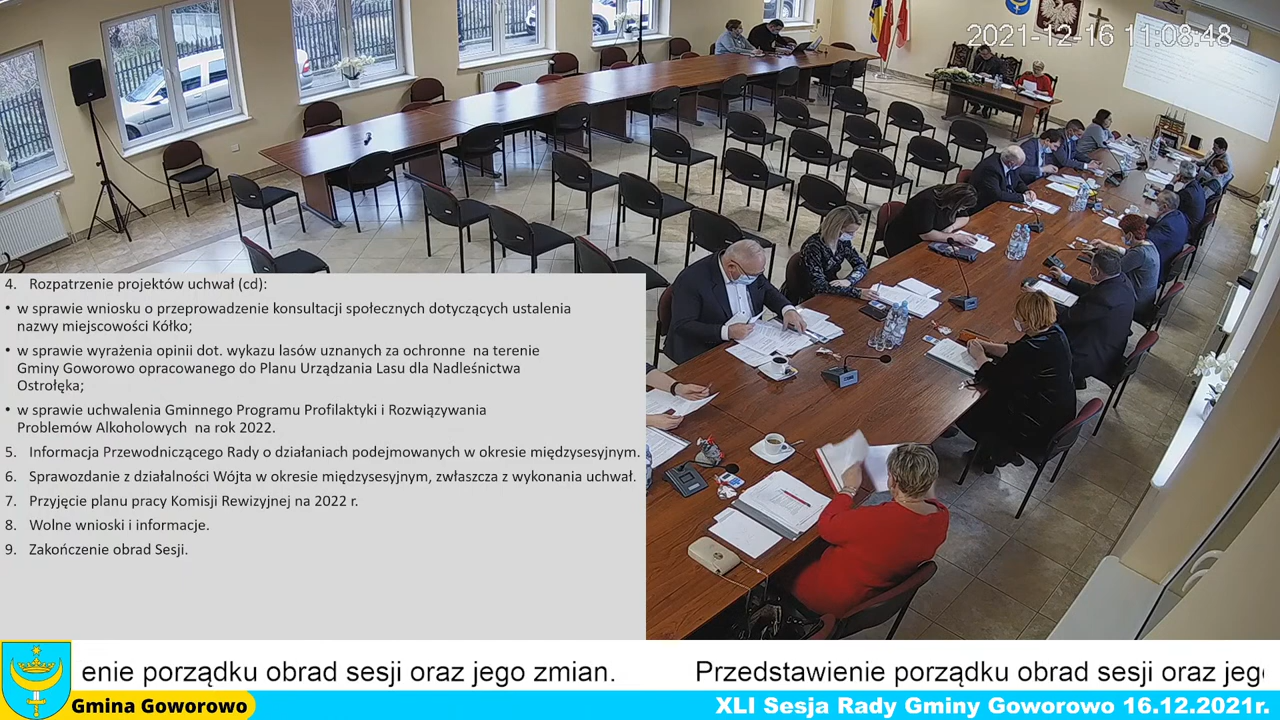 2021-12-16 11:08:48
4. Rozpatrzenie projektów uchwał (cd):
• w sprawie wniosku o przeprowadzenie konsultacji społecznych dotyczących ustalenia
nazwy miejscowości Kółko;
• w sprawie wyrażenia opinii dot. wykazu lasów uznanych za ochronne na terenie
Gminy Goworowo opracowanego do Planu Urządzania Lasu dla Nadleśnictwa
Ostrołęka;
• w sprawie uchwalenia Gminnego Programu Profilaktyki i Rozwiązywania
Problemów Alkoholowych na rok 2022.
5. Informacja Przewodniczącego Rady o działaniach podejmowanych w okresie międzysesyjnym.
6. Sprawozdanie z działalności Wójta w okresie międzysesyjnym, zwłaszcza z wykonania uchwał.
7. Przyjęcie planu pracy Komisji Rewizyjnej na 2022 r.
8. Wolne wnioski i informacje.
9. Zakończenie obrad Sesji.
enie porządku obrad sesji oraz jego zmian. Przedstawienie porządku obrad sesji oraz jeg
Gmina Goworowo
XLI Sesja Rady Gminy Goworowo 16.12.2021r.